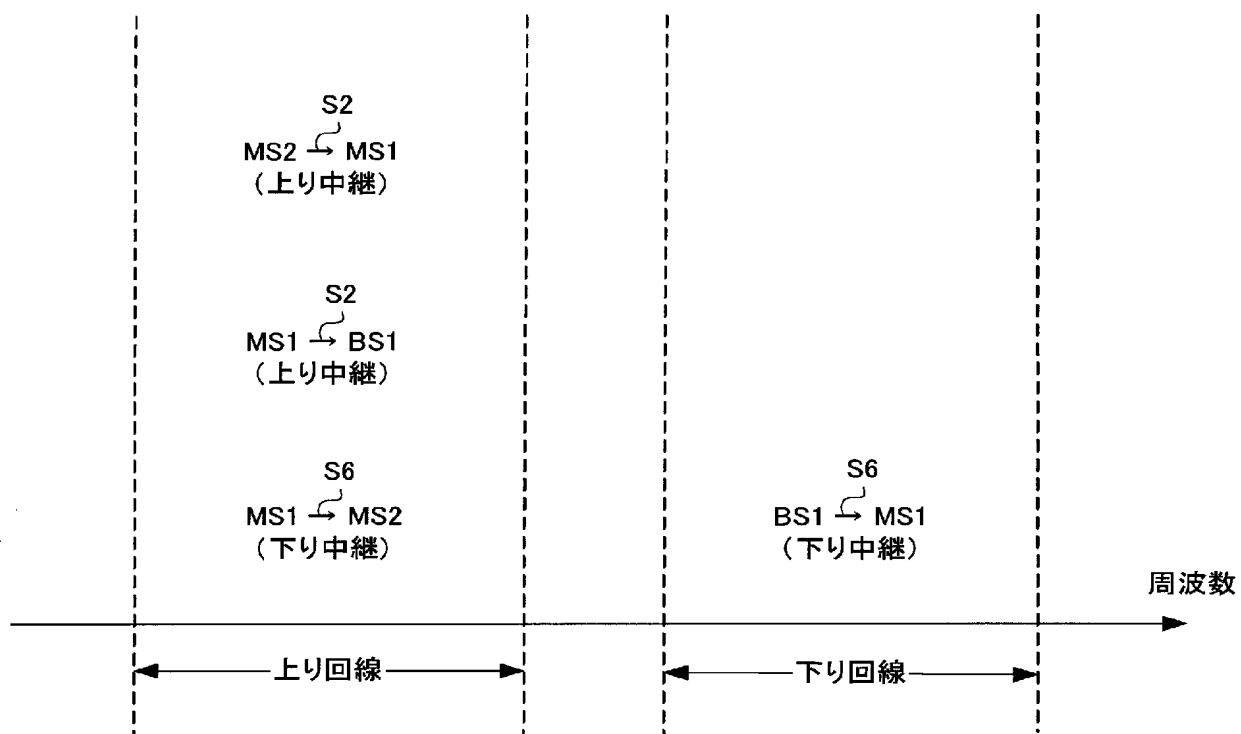 S2
MS2 → MS1
(上り中継)
S2
MS1 → BS1
(上り中継)
S6
MS1 → MS2
(下り中継)
S6
BS1 → MS1
(下り中継)
周波数
上り回線
下り回線